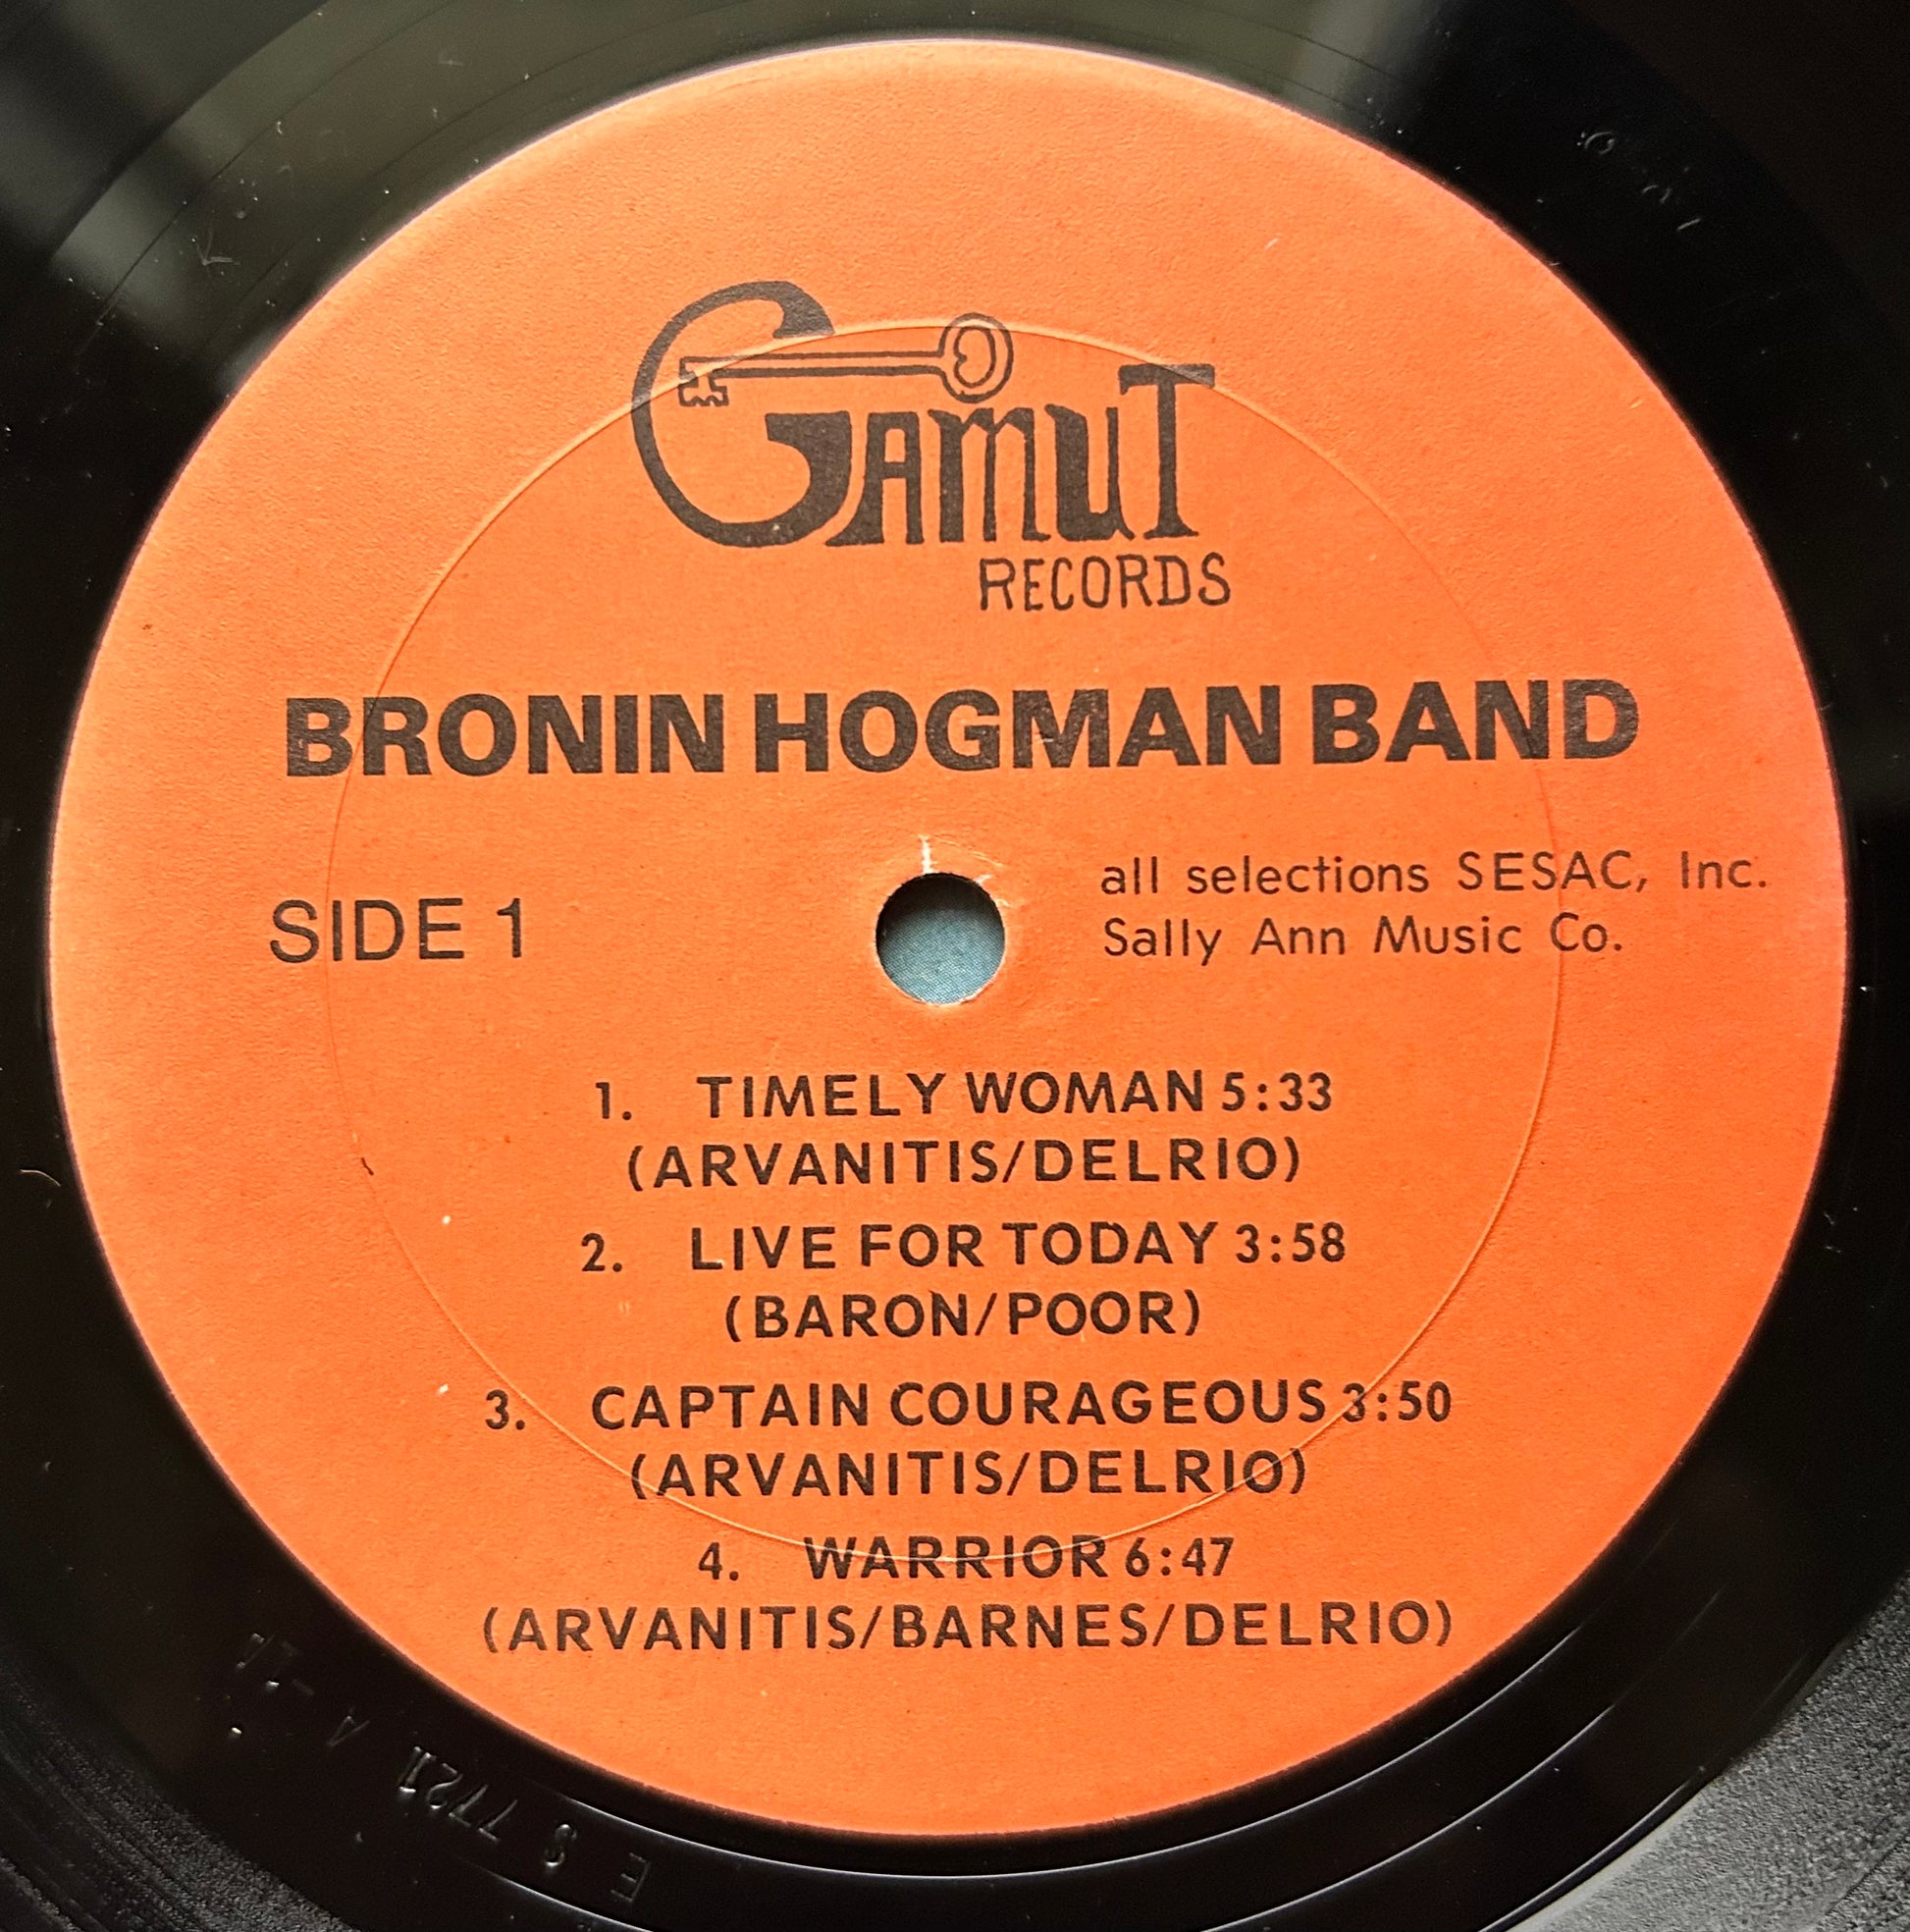 GAMUT
RECORDS
BRONIN HOGMAN BAND
SIDE 1
all selections SESAC, Inc.
Sally Ann Music Co.
1. TIMELY WOMAN 5:33
(ARVANITIS/DELRIO)
2. LIVE FOR TODAY 3:58
(BARON/POOR)
3. CAPTAIN COURAGEOUS 3:50
(ARVANITIS/DELRIO)
4. WARRIOR 6:47
(ARVANITIS/BARNES/DELRIO)
E S 7721